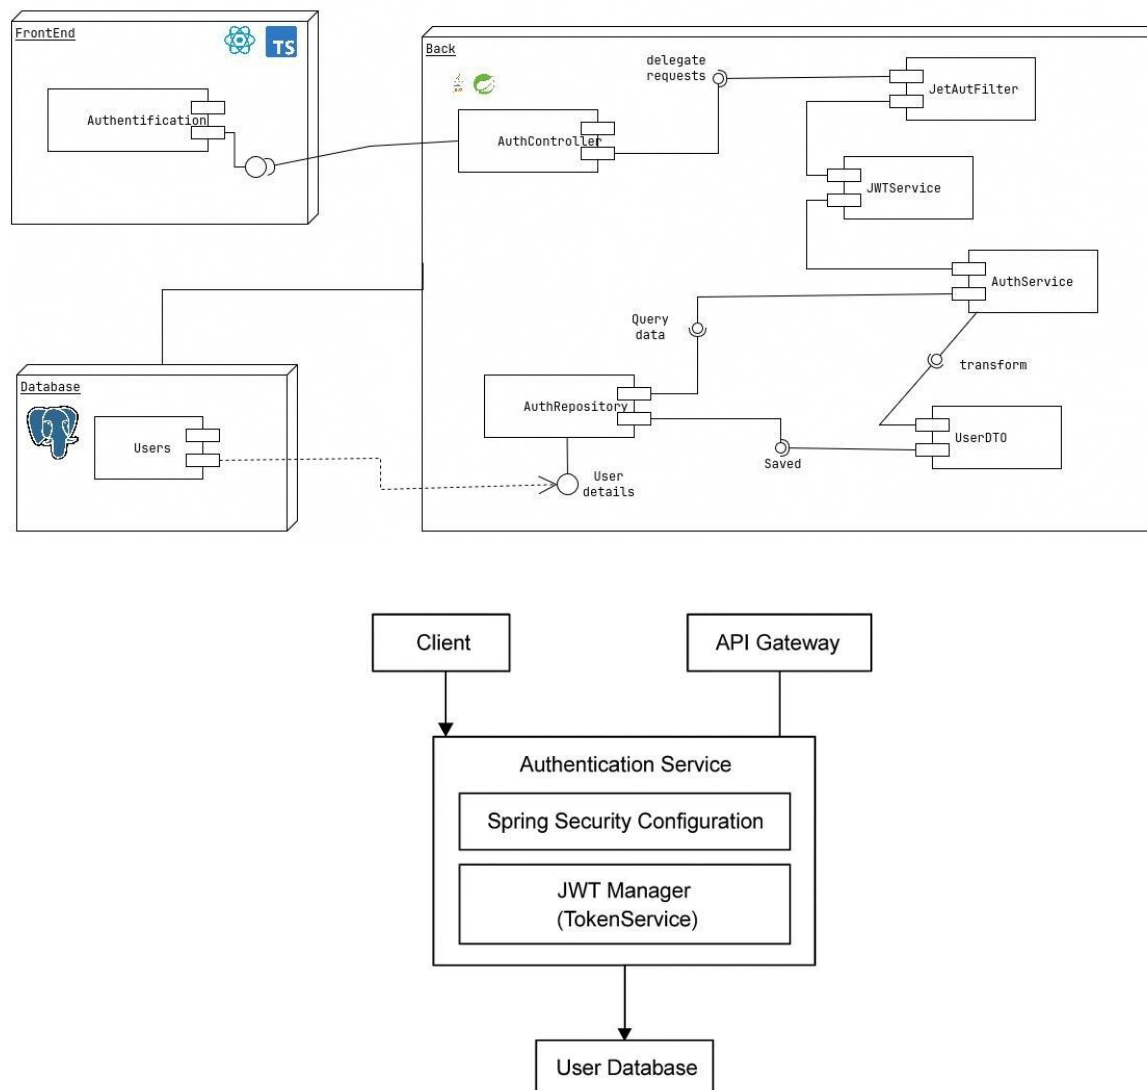 FrontEnd
TS
Authentification
Back
AuthController
delegate
requests
JetAutFilter
JWTService
AuthService
Query
data
transform
AuthRepository
UserDTO
Saved
User
details
Database
Users
Client
API Gateway
Authentication Service
Spring Security Configuration
JWT Manager
(TokenService)
User Database